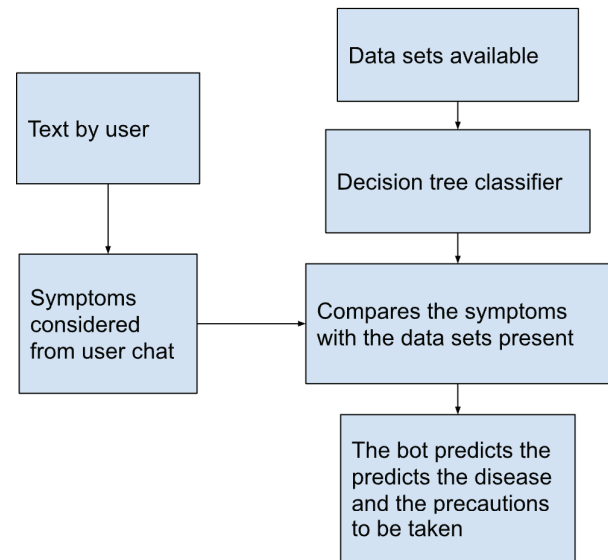 Data sets available
Text by user
Decision tree classifier
Symptoms
considered
from user chat
Compares the symptoms
with the data sets present
The bot predicts the
predicts the disease
and the precautions
to be taken